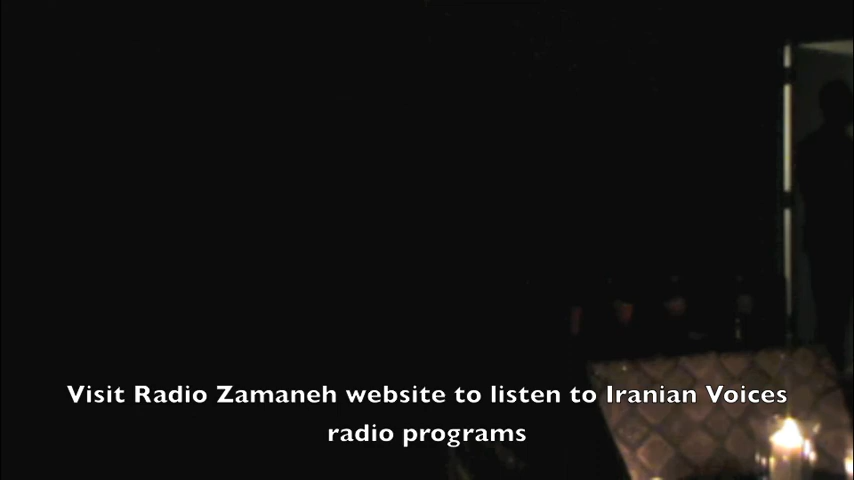 Visit Radio Zamaneh website to listen to Iranian Voices
radio programs